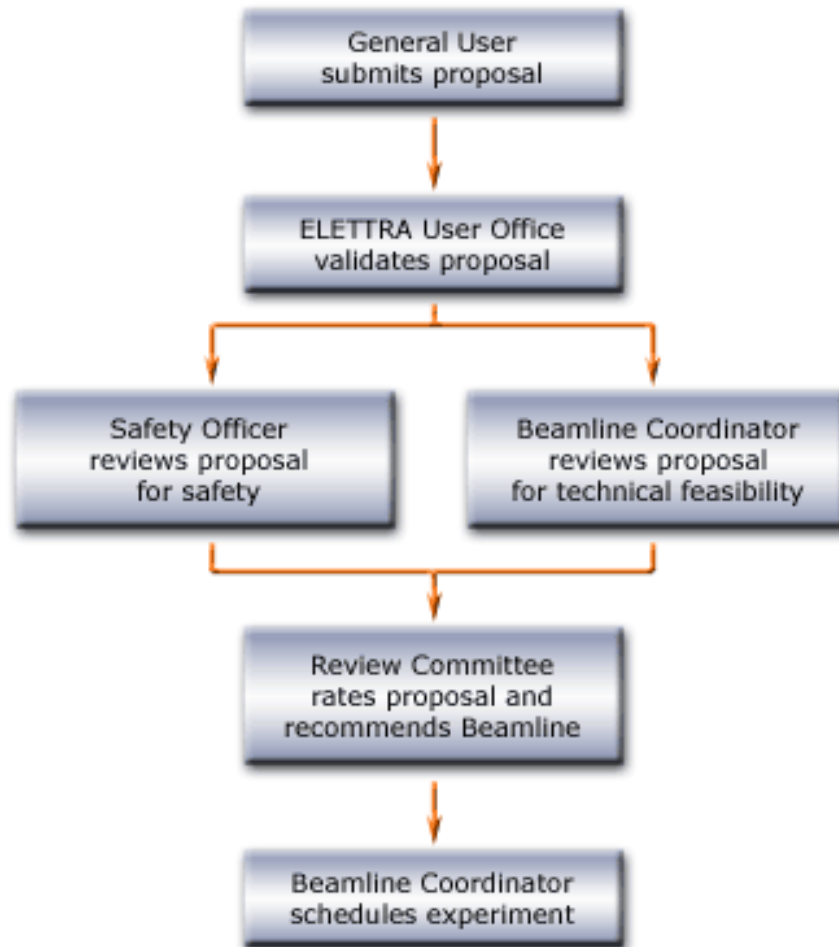 General User
submits proposal
ELETTRA User Office
validates proposal
Safety Officer
reviews proposal
for safety
Beamline Coordinator
reviews proposal
for technical feasibility
Review Committee
rates proposal and
recommends Beamline
Beamline Coordinator
schedules experiment